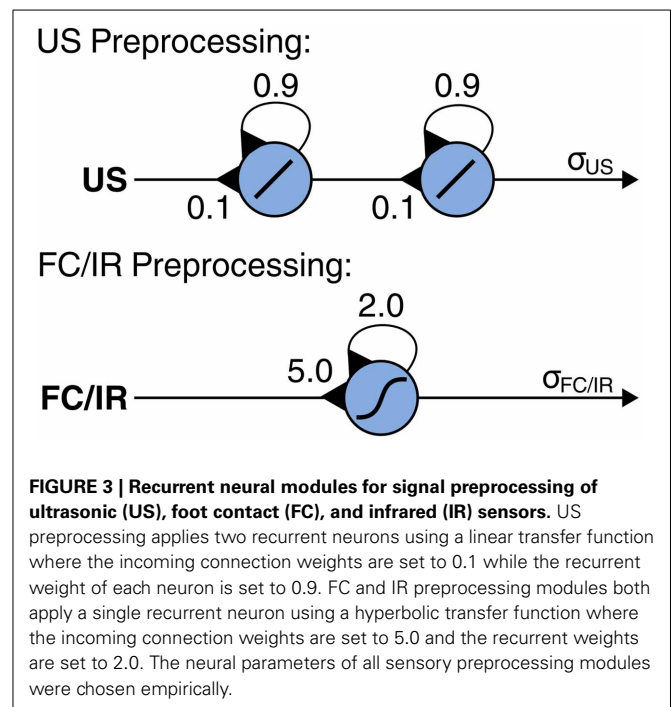 US Preprocessing:
0.9 0.9
US σUS
0.1 0.1
FC/IR Preprocessing:
2.0
5.0
FC/IR σFC/IR
FIGURE 3 | Recurrent neural modules for signal preprocessing of
ultrasonic (US), foot contact (FC), and infrared (IR) sensors. US
preprocessing applies two recurrent neurons using a linear transfer function
where the incoming connection weights are set to 0.1 while the recurrent
weight of each neuron is set to 0.9. FC and IR preprocessing modules both
apply a single recurrent neuron using a hyperbolic transfer function where
the incoming connection weights are set to 5.0 and the recurrent weights
are set to 2.0. The neural parameters of all sensory preprocessing modules
were chosen empirically.